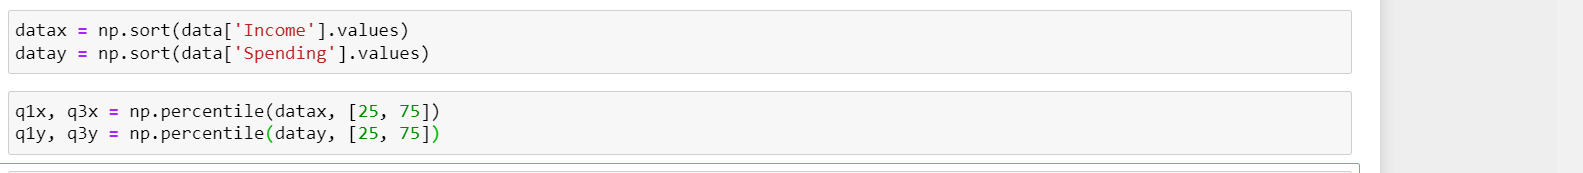 datax = np.sort(data['Income'].values)
datay = np.sort(data['Spending'].values)
q1x, q3x = np.percentile(datax, [25, 75])
q1y, q3y = np.percentile(datay, [25, 75])